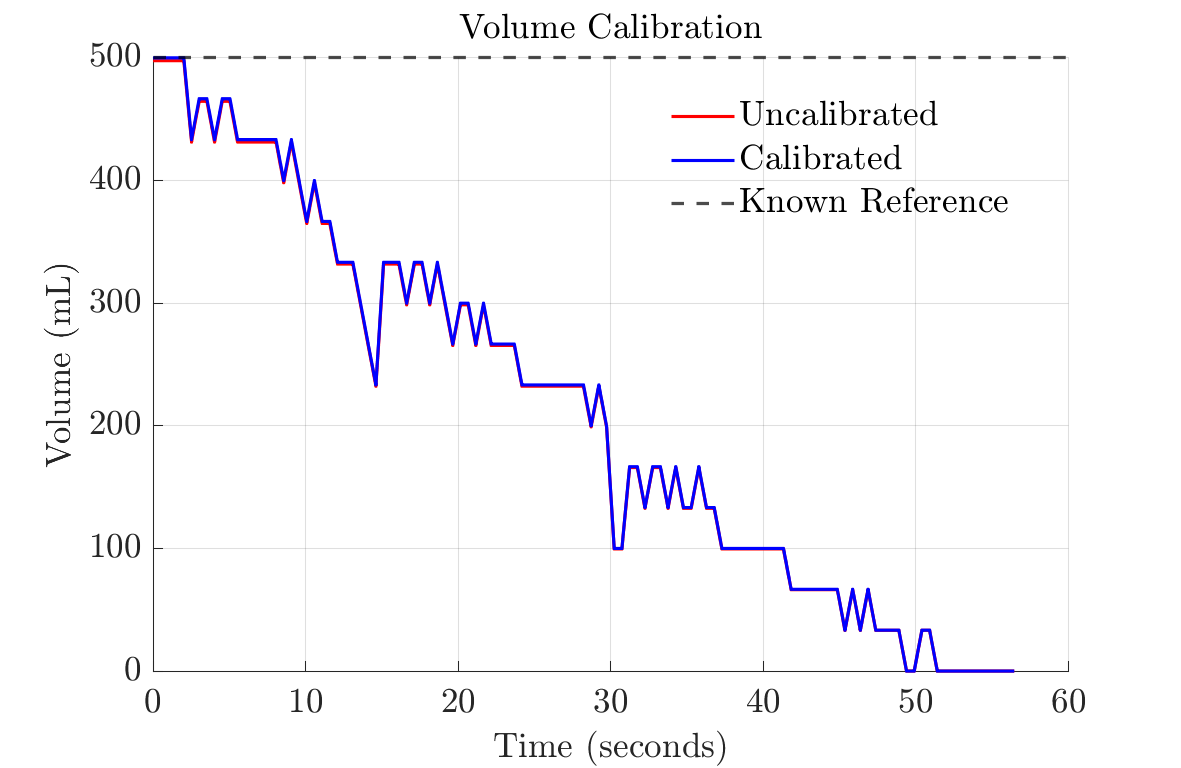 Volume Calibration
500
400
300
200
100
0
Volume (mL)
Uncalibrated
Calibrated
Known Reference
0 10 20 30 40 50 60
Time (seconds)